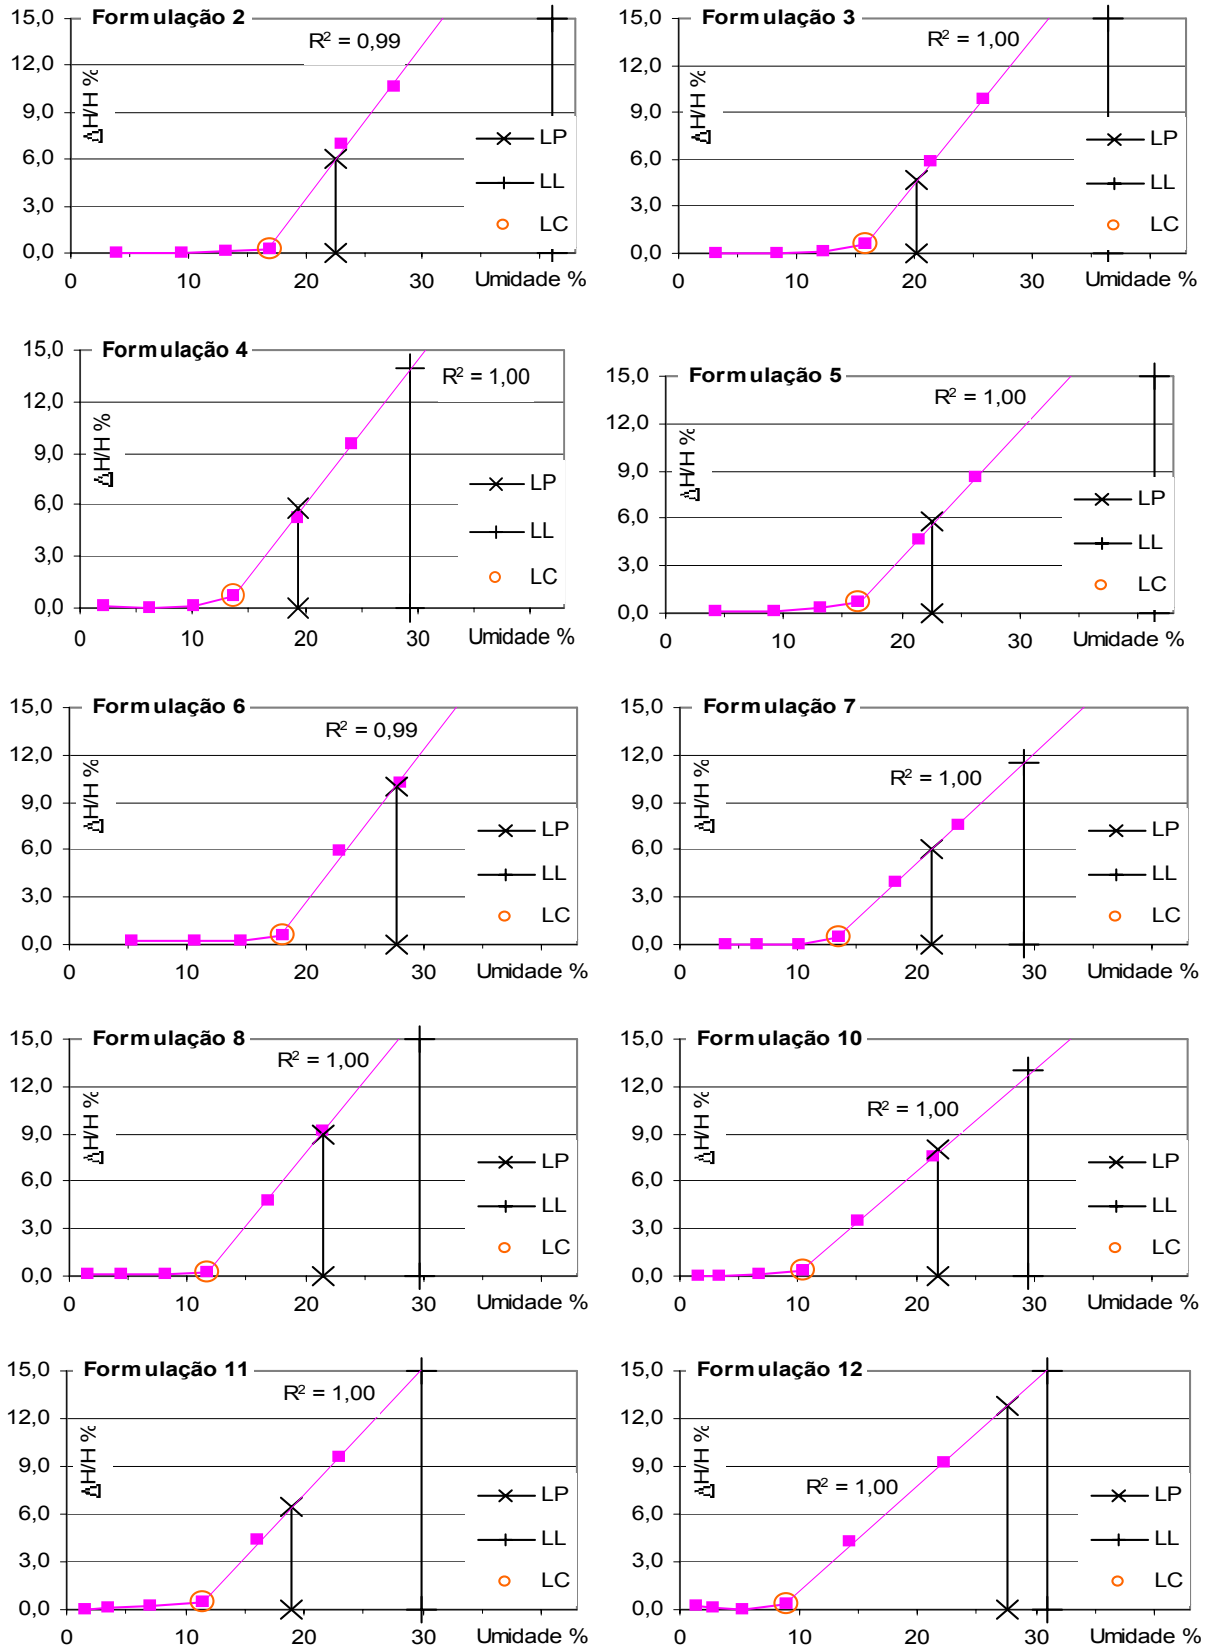 Formulação 2
R² = 0,99
15,0
12,0
9,0
6,0
3,0
0,0
ΔH/H %
LP
LL
LC
0 10 20 30 Umidade %
Formulação 3
R² = 1,00
15,0
12,0
9,0
6,0
3,0
0,0
ΔH/H %
LP
LL
LC
0 10 20 30 Umidade %
Formulação 4
R² = 1,00
15,0
12,0
9,0
6,0
3,0
0,0
ΔH/H %
LP
LL
LC
0 10 20 30 Umidade %
Formulação 5
R² = 1,00
15,0
12,0
9,0
6,0
3,0
0,0
ΔH/H %
LP
LL
LC
0 10 20 30 Umidade %
Formulação 6
R² = 0,99
15,0
12,0
9,0
6,0
3,0
0,0
ΔH/H %
LP
LL
LC
0 10 20 30 Umidade %
Formulação 7
R² = 1,00
15,0
12,0
9,0
6,0
3,0
0,0
ΔH/H %
LP
LL
LC
0 10 20 30 Umidade %
Formulação 8
R² = 1,00
15,0
12,0
9,0
6,0
3,0
0,0
ΔH/H %
LP
LL
LC
0 10 20 30 Umidade %
Formulação 10
R² = 1,00
15,0
12,0
9,0
6,0
3,0
0,0
ΔH/H %
LP
LL
LC
0 10 20 30 Umidade %
Formulação 11
R² = 1,00
15,0
12,0
9,0
6,0
3,0
0,0
ΔH/H %
LP
LL
LC
0 10 20 30 Umidade %
Formulação 12
R² = 1,00
15,0
12,0
9,0
6,0
3,0
0,0
ΔH/H %
LP
LL
LC
0 10 20 30 Umidade %